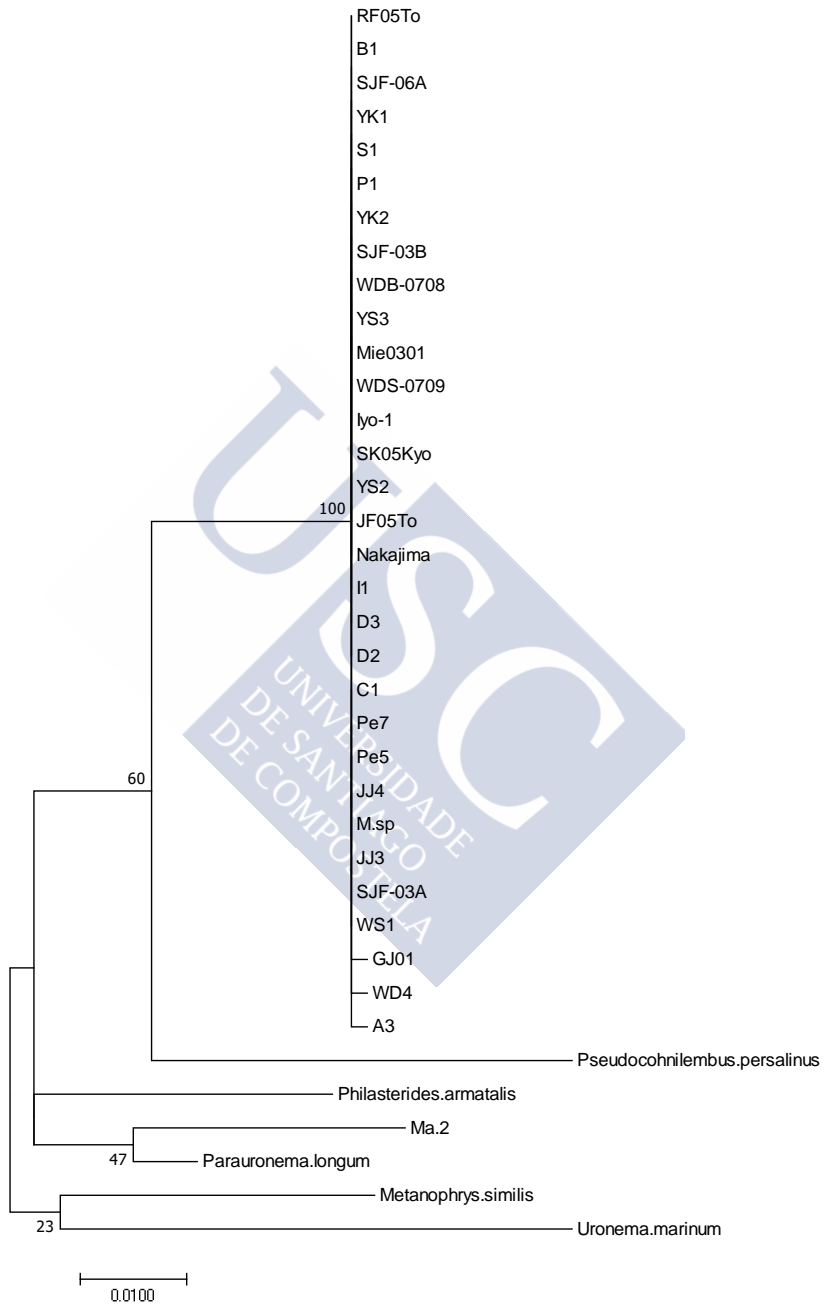 RF05To
B1
SJF-06A
YK1
S1
P1
YK2
SJF-03B
WDB-0708
YS3
Mie0301
WDS-0709
Iyo-1
SK05Kyo
YS2
100
JF05To
Nakajima
I1
D3
D2
C1
Pe7
Pe5
60
JJ4
M.sp
JJ3
SJF-03A
WS1
GJ01
WD4
A3
Pseudocohnilembus.persalinus
Philasterides.armatalis
Ma.2
47
Parauronema.longum
Metanophrys.similis
23
Uronema.marinum
0.0100
USC
UNIVERSIDADE
DE SANTIAGO
DE COMPOSTELA